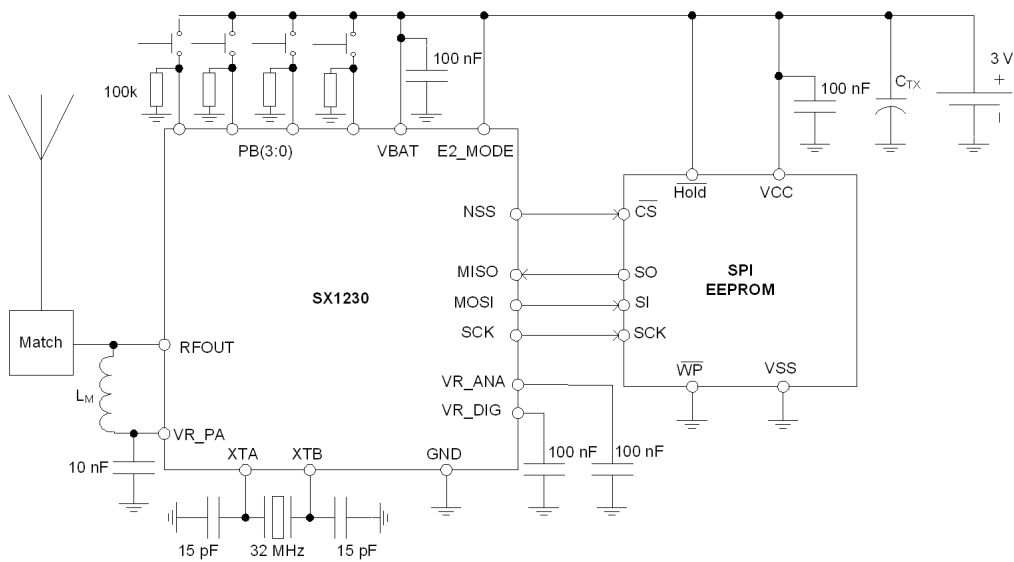 3 V
+
100 nF
100 nF
C_TX
100k
PB(3:0)
VBAT
E2_MODE
Hold
VCC
NSS
CS
MISO
SO
SPI
EEPROM
SX1230
MOSI
SI
SCK
SCK
Match
RFOUT
WP
VSS
VR_ANA
L_M
VR_DIG
VR_PA
XTA
XTB
GND
100 nF
100 nF
10 nF
15 pF
32 MHz
15 pF